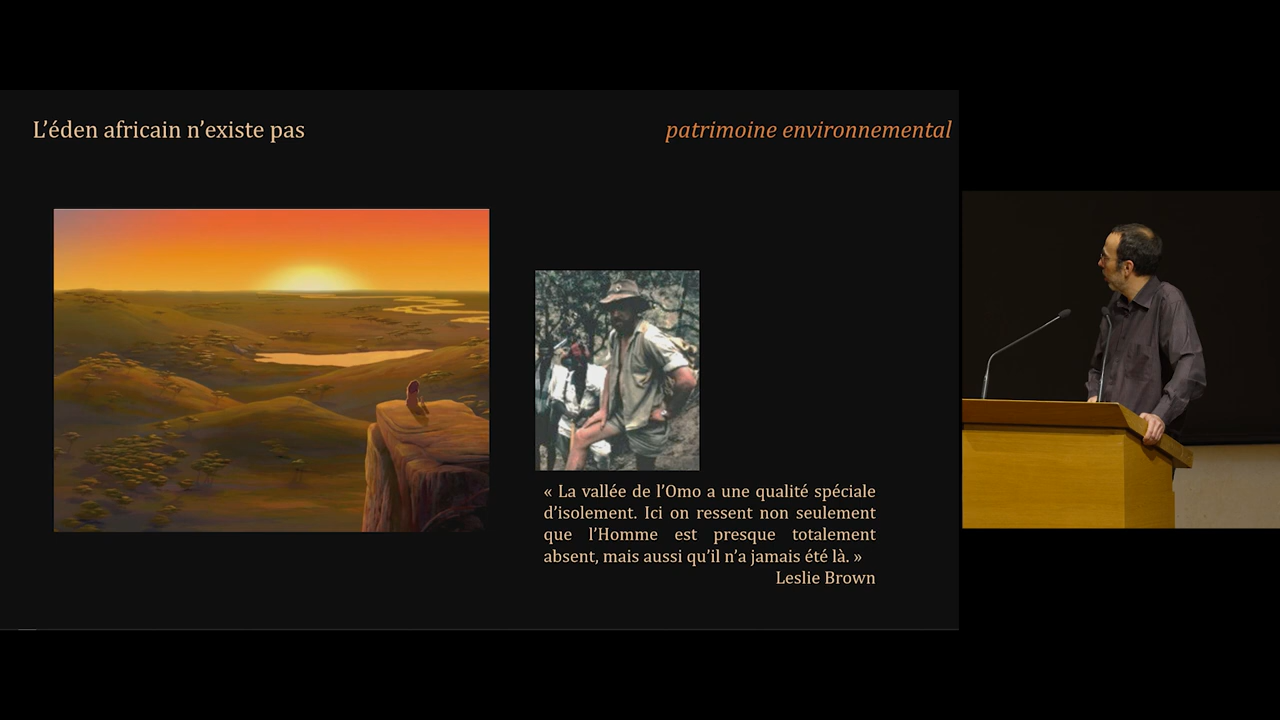 L’éden africain n’existe pas
patrimoine environnemental
« La vallée de l’Omo a une qualité spéciale
d’isolement. Ici on ressent non seulement
que l’Homme est presque totalement
absent, mais aussi qu’il n’a jamais été là. »
Leslie Brown